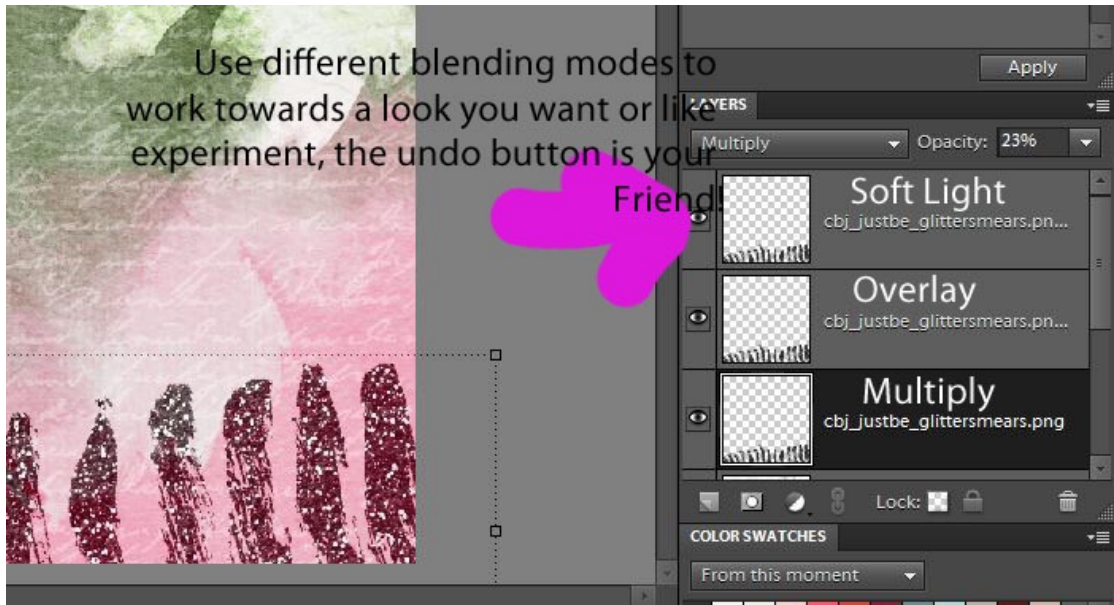 Use different blending modes to
work towards a look you want or like
experiment, the undo button is your
Friend!
Apply
LAYERS
Multiply
Opacity: 23%
Soft Light
cbj_justbe_glittersmears.pn...
Overlay
cbj_justbe_glittersmears.pn...
Multiply
cbj_justbe_glittersmears.png
Lock:
COLOR SWATCHES
From this moment